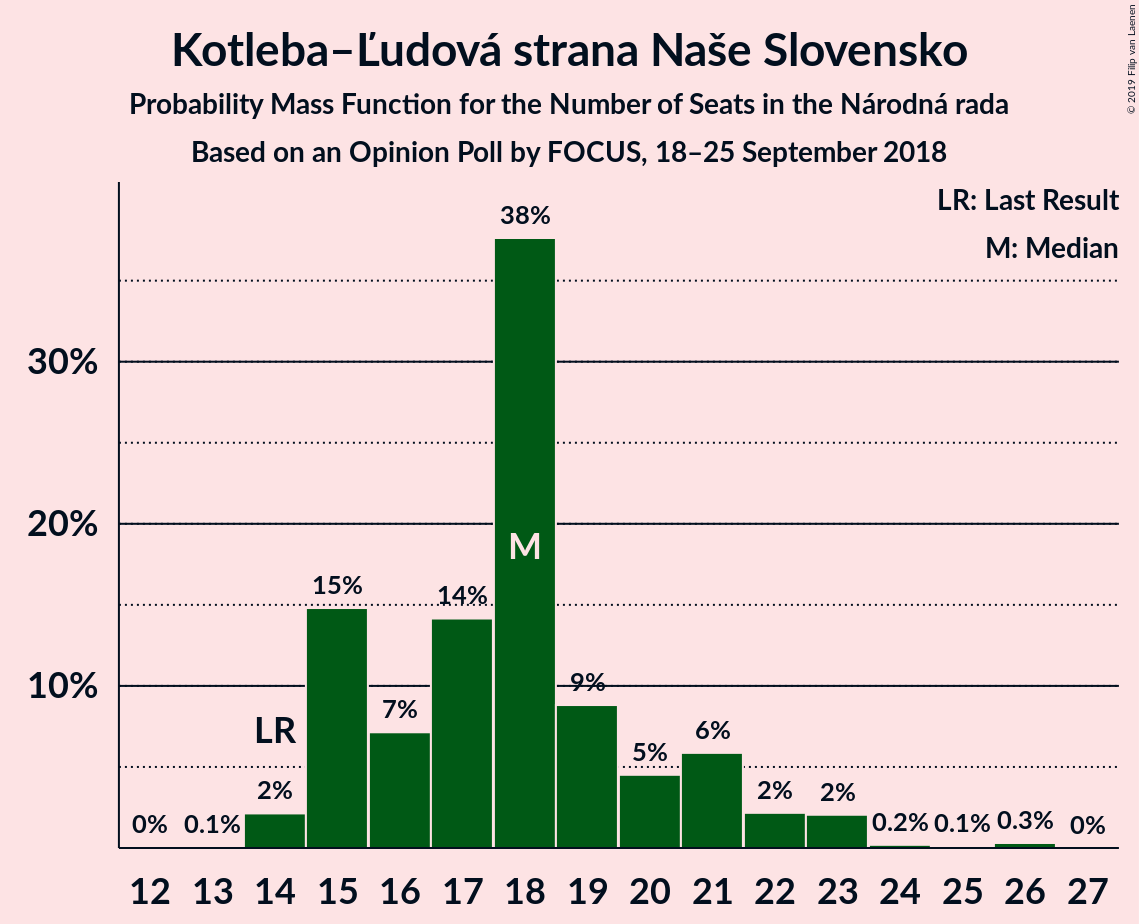 Kotleba–Ľudová strana Naše Slovensko
Probability Mass Function for the Number of Seats in the Národná rada
Based on an Opinion Poll by FOCUS, 18–25 September 2018
© 2019 Filip van Laenen
LR: Last Result
M: Median
38%
30%
20%
M
15%
14%
10%
9%
7%
LR
6%
5%
2%
2%
2%
0%
0.1%
0.2%
0.1%
0.3%
0%
12 13 14 15 16 17 18 19 20 21 22 23 24 25 26 27